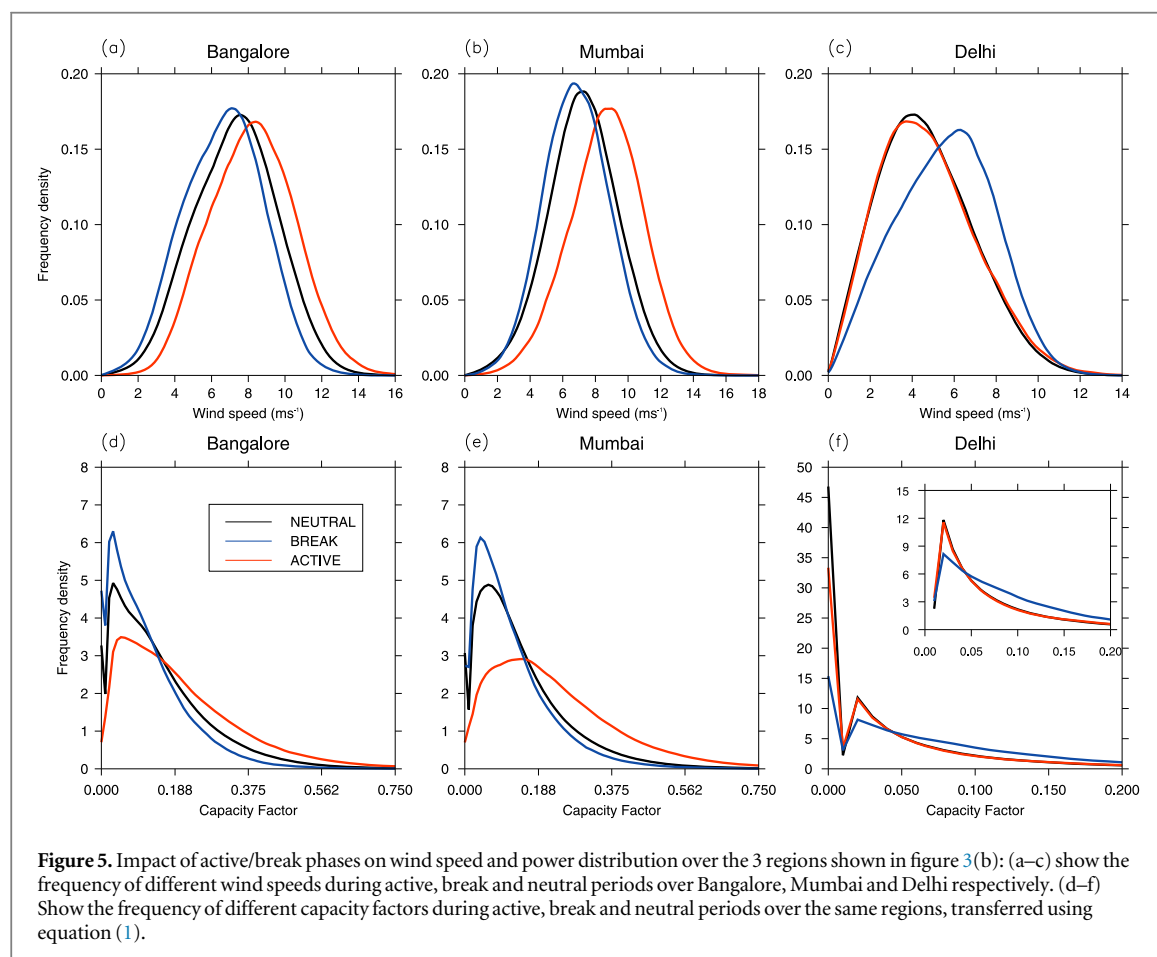 (a) Bangalore
(b) Mumbai
(c) Delhi
0.20
0.15
0.10
0.05
0.00
Frequency density
0 2 4 6 8 10 12 14 16
Wind speed (ms⁻¹)
0.20
0.15
0.10
0.05
0.00
0 2 4 6 8 10 12 14 16 18
Wind speed (ms⁻¹)
0.20
0.15
0.10
0.05
0.00
0 2 4 6 8 10 12 14
Wind speed (ms⁻¹)
(d) Bangalore
(e) Mumbai
(f) Delhi
8
7
6
5
4
3
2
1
0
Frequency density
NEUTRAL
BREAK
ACTIVE
0.000 0.188 0.375 0.562 0.750
Capacity Factor
8
7
6
5
4
3
2
1
0
0.000 0.188 0.375 0.562 0.750
Capacity Factor
50
45
40
35
30
25
20
15
10
5
0
15
12
9
6
3
0
0.00 0.05 0.10 0.15 0.20
0.000 0.050 0.100 0.150 0.200
Capacity Factor
Figure 5. Impact of active/break phases on wind speed and power distribution over the 3 regions shown in figure 3(b): (a–c) show the
frequency of different wind speeds during active, break and neutral periods over Bangalore, Mumbai and Delhi respectively. (d–f)
Show the frequency of different capacity factors during active, break and neutral periods over the same regions, transferred using
equation (1).